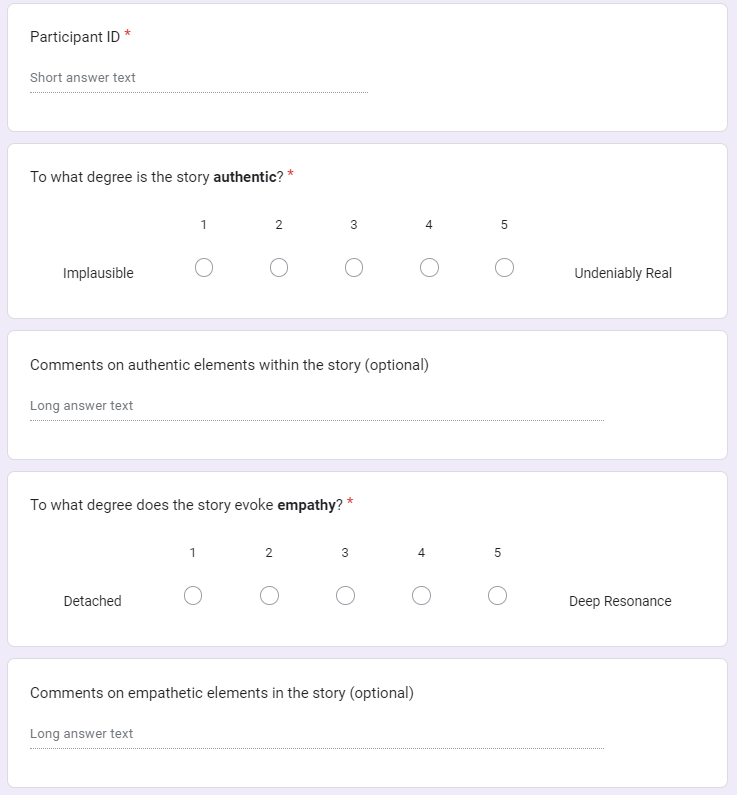 Participant ID *
Short answer text
To what degree is the story authentic? *
1 2 3 4 5
Implausible Undeniably Real
Comments on authentic elements within the story (optional)
Long answer text
To what degree does the story evoke empathy? *
1 2 3 4 5
Detached Deep Resonance
Comments on empathetic elements in the story (optional)
Long answer text